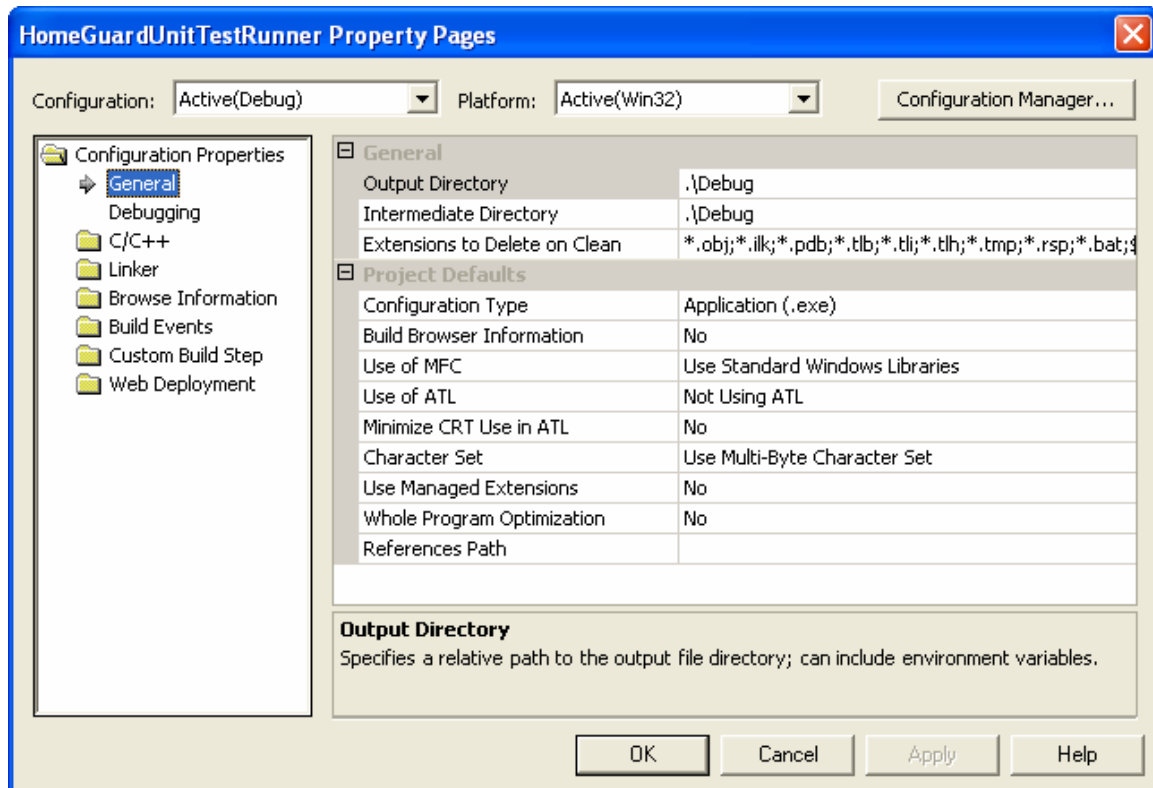 HomeGuardUnitTestRunner Property Pages
Configuration: Active(Debug) Platform: Active(Win32) Configuration Manager...
Configuration Properties
General
Debugging
C/C++
Linker
Browse Information
Build Events
Custom Build Step
Web Deployment
General
Output Directory .\Debug
Intermediate Directory .\Debug
Extensions to Delete on Clean *.obj;*.ilk;*.pdb;*.tlb;*.tli;*.tlh;*.tmp;*.rsp;*.bat;$
Project Defaults
Configuration Type Application (.exe)
Build Browser Information No
Use of MFC Use Standard Windows Libraries
Use of ATL Not Using ATL
Minimize CRT Use in ATL No
Character Set Use Multi-Byte Character Set
Use Managed Extensions No
Whole Program Optimization No
References Path
Output Directory
Specifies a relative path to the output file directory; can include environment variables.
OK Cancel Apply Help